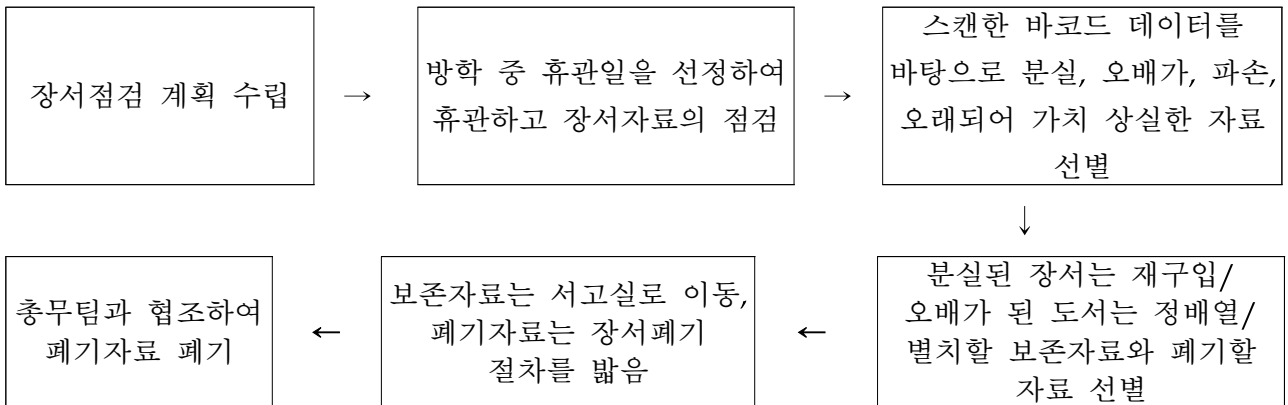 장서점검 계획 수립
→
방학 중 휴관일을 선정하여
휴관하고 장서자료의 점검
→
스캔한 바코드 데이터를
바탕으로 분실, 오배가, 파손,
오래되어 가치 상실한 자료
선별
↓
분실된 장서는 재구입/
오배가 된 도서는 정배열/
별치할 보존자료와 폐기할
자료 선별
←
보존자료는 서고실로 이동,
폐기자료는 장서폐기
절차를 밟음
←
총무팀과 협조하여
폐기자료 폐기